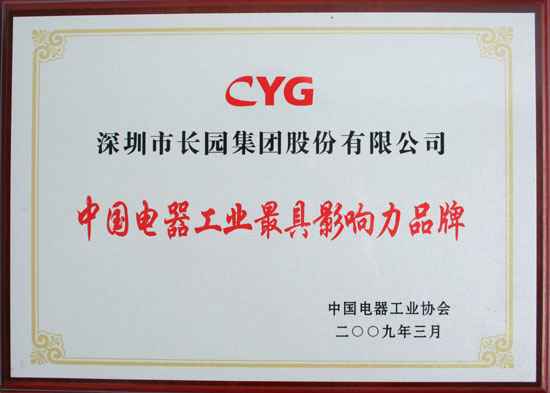 CYG
深圳市长园集团股份有限公司
中国电器工业最具影响力品牌
中国电器工业协会
二〇〇九年三月